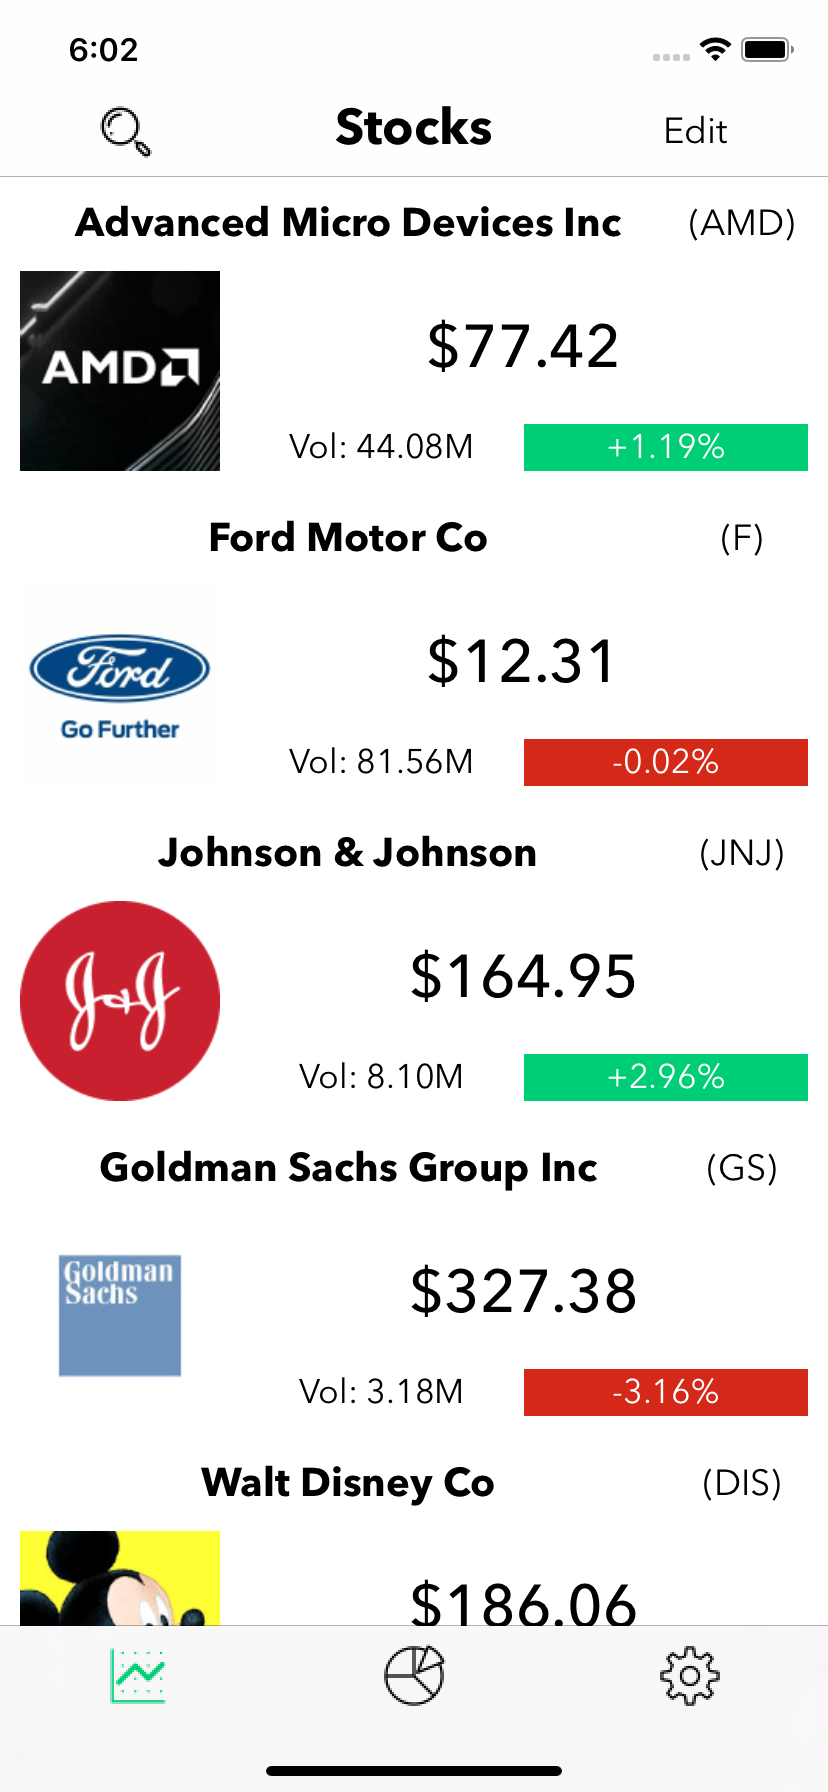 6:02
Stocks
Edit
Advanced Micro Devices Inc (AMD)
AMD
$77.42
Vol: 44.08M +1.19%
Ford Motor Co (F)
Ford
Go Further
$12.31
Vol: 81.56M -0.02%
Johnson & Johnson (JNJ)
J&J
$164.95
Vol: 8.10M +2.96%
Goldman Sachs Group Inc (GS)
Goldman
Sachs
$327.38
Vol: 3.18M -3.16%
Walt Disney Co (DIS)
$186.06